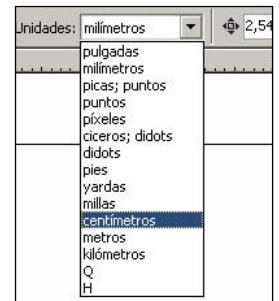 Unidades: milímetros 2,54
pulgadas
milímetros
picas; puntos
puntos
píxeles
ciceros; didots
didots
pies
yardas
millas
centímetros
metros
kilómetros
Q
H